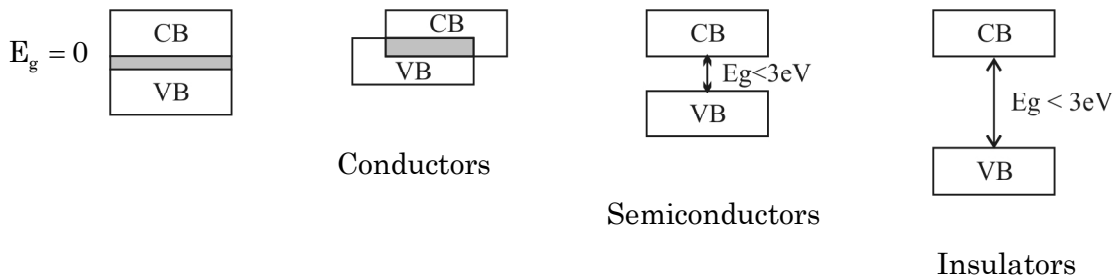 E_g = 0
CB
VB
CB
VB
Conductors
CB
Eg<3eV
VB
Semiconductors
CB
Eg < 3eV
VB
Insulators